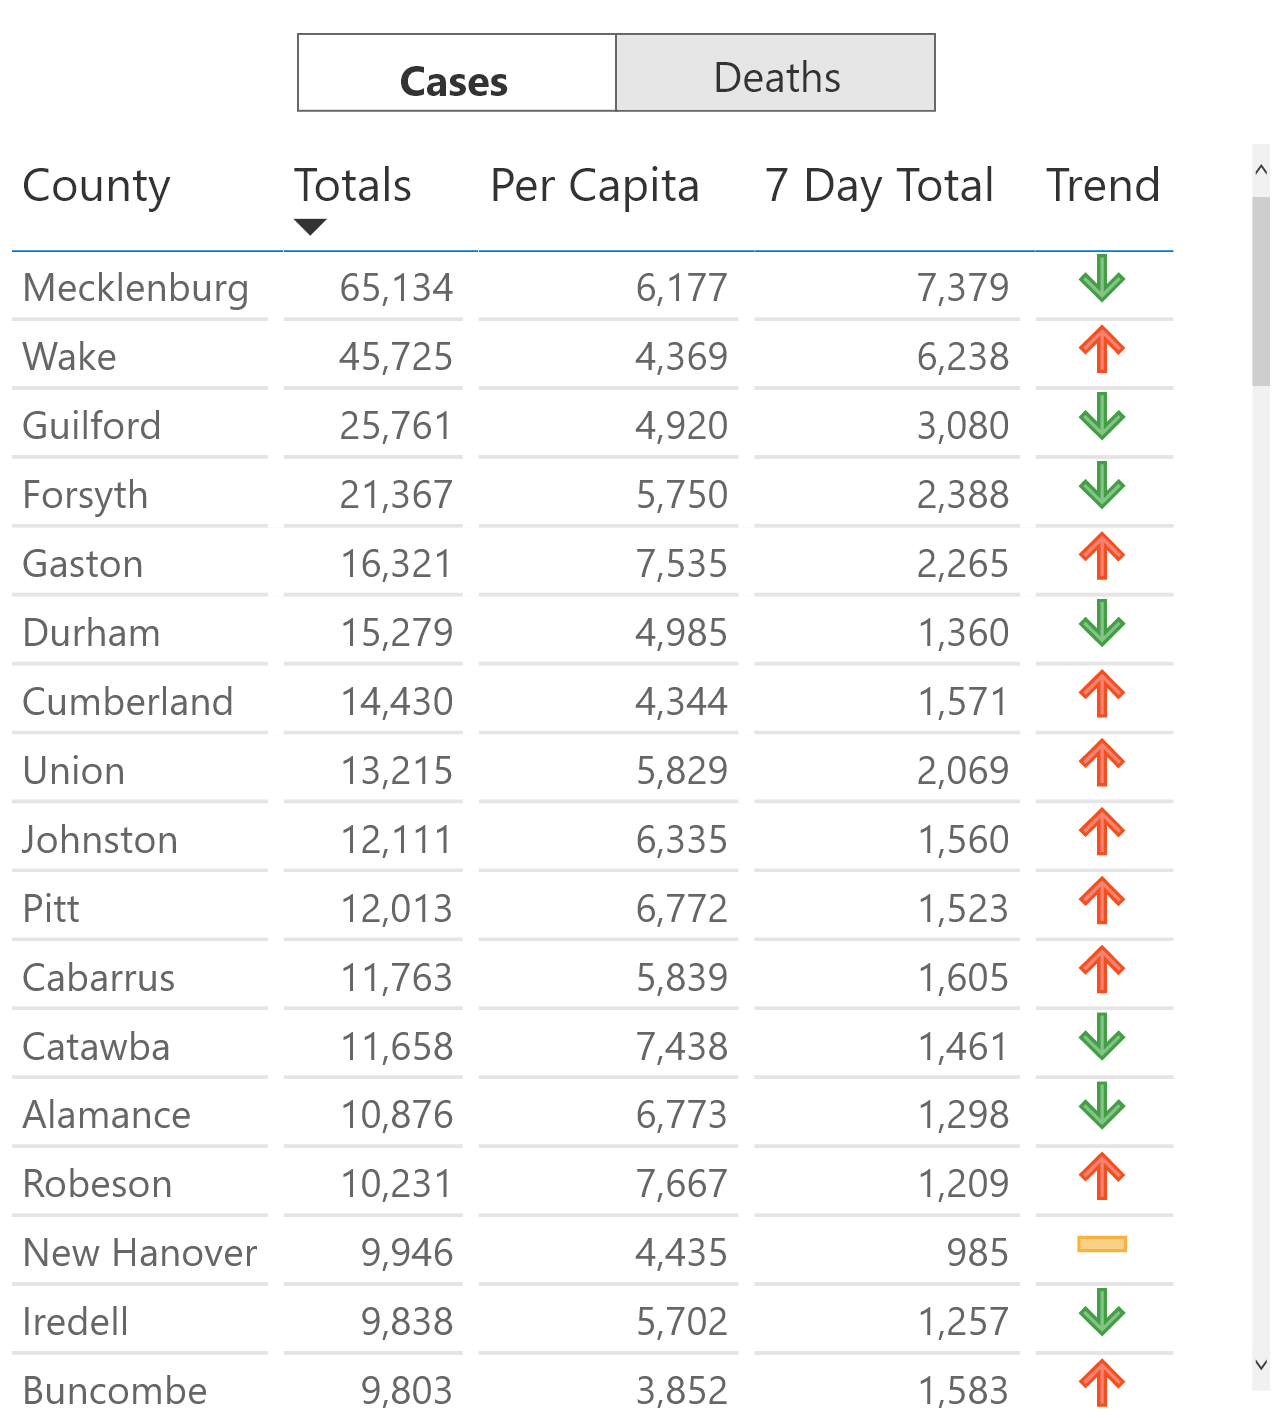 Cases Deaths
County Totals Per Capita 7 Day Total Trend
Mecklenburg 65,134 6,177 7,379
Wake 45,725 4,369 6,238
Guilford 25,761 4,920 3,080
Forsyth 21,367 5,750 2,388
Gaston 16,321 7,535 2,265
Durham 15,279 4,985 1,360
Cumberland 14,430 4,344 1,571
Union 13,215 5,829 2,069
Johnston 12,111 6,335 1,560
Pitt 12,013 6,772 1,523
Cabarrus 11,763 5,839 1,605
Catawba 11,658 7,438 1,461
Alamance 10,876 6,773 1,298
Robeson 10,231 7,667 1,209
New Hanover 9,946 4,435 985
Iredell 9,838 5,702 1,257
Buncombe 9,803 3,852 1,583